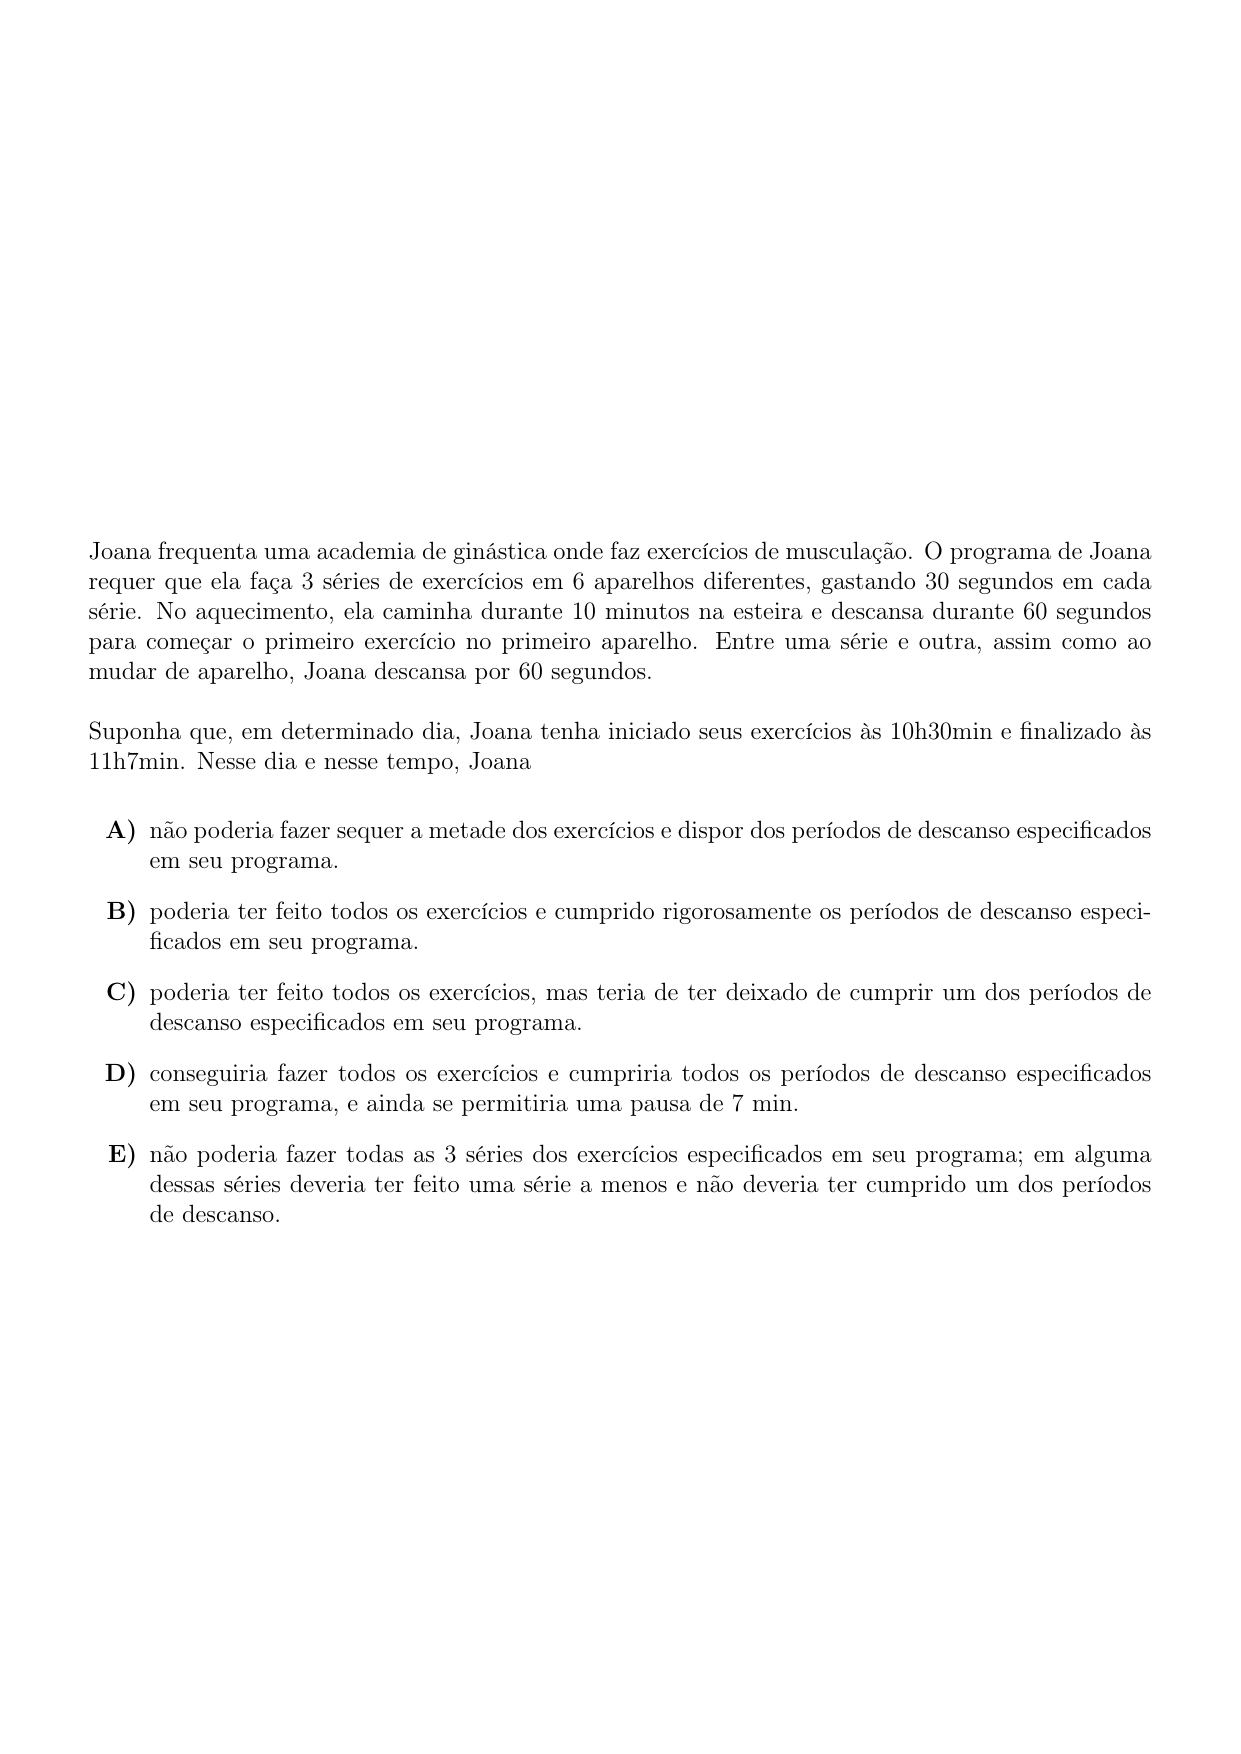 Joana frequenta uma academia de ginástica onde faz exercícios de musculação. O programa de Joana
requer que ela faça 3 séries de exercícios em 6 aparelhos diferentes, gastando 30 segundos em cada
série. No aquecimento, ela caminha durante 10 minutos na esteira e descansa durante 60 segundos
para começar o primeiro exercício no primeiro aparelho. Entre uma série e outra, assim como ao
mudar de aparelho, Joana descansa por 60 segundos.
Suponha que, em determinado dia, Joana tenha iniciado seus exercícios às 10h30min e finalizado às
11h7min. Nesse dia e nesse tempo, Joana
A) não poderia fazer sequer a metade dos exercícios e dispor dos períodos de descanso especificados
em seu programa.
B) poderia ter feito todos os exercícios e cumprido rigorosamente os períodos de descanso especi-
ficados em seu programa.
C) poderia ter feito todos os exercícios, mas teria de ter deixado de cumprir um dos períodos de
descanso especificados em seu programa.
D) conseguiria fazer todos os exercícios e cumpriria todos os períodos de descanso especificados
em seu programa, e ainda se permitiria uma pausa de 7 min.
E) não poderia fazer todas as 3 séries dos exercícios especificados em seu programa; em alguma
dessas séries deveria ter feito uma série a menos e não deveria ter cumprido um dos períodos
de descanso.